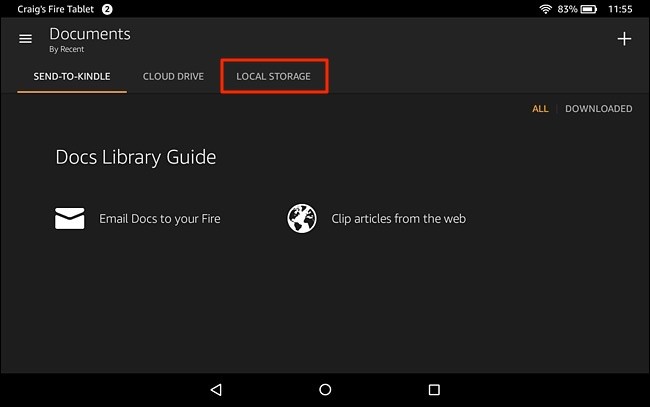 Craig's Fire Tablet 2 83% 11:55
Documents
By Recent
SEND-TO-KINDLE CLOUD DRIVE LOCAL STORAGE
ALL DOWNLOADED
Docs Library Guide
Email Docs to your Fire Clip articles from the web